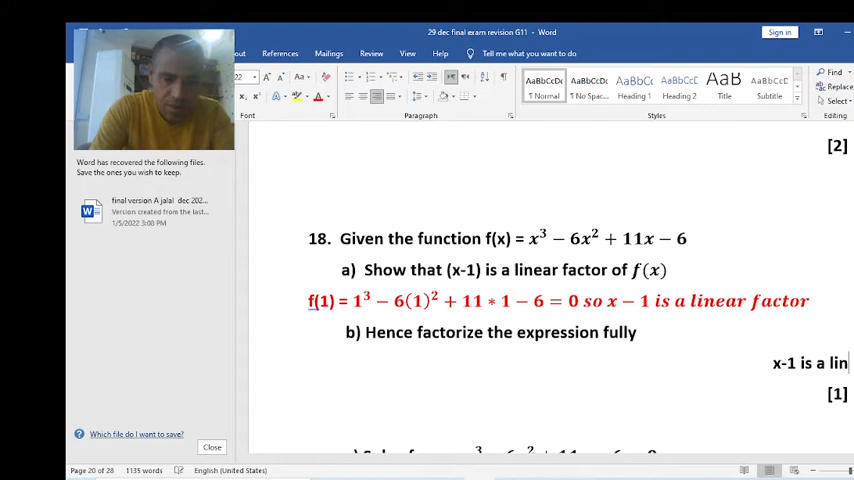 29 dec final exam revision G11 - Word
Sign in
References Mailings Review View Help Tell me what you want to do
22 A A Aa
AaBbCcDc AaBbCcDc AaBbCc AaBbCcC AaB AaBbCcC
¶ Normal ¶ No Spac... Heading 1 Heading 2 Title Subtitle
Find
Replace
Select
Paragraph Styles Editing
Word has recovered the following files.
Save the ones you wish to keep.
final version A jalal dec 202...
Version created from the last...
1/5/2022 3:08 PM
[2]
18. Given the function f(x) = x³ − 6x² + 11x − 6
a) Show that (x-1) is a linear factor of f(x)
f(1) = 1³ − 6(1)² + 11 ∗ 1 − 6 = 0 so x − 1 is a linear factor
b) Hence factorize the expression fully
x-1 is a lin
[1]
Which file do I want to save?
Close
Page 20 of 28 1135 words English (United States)